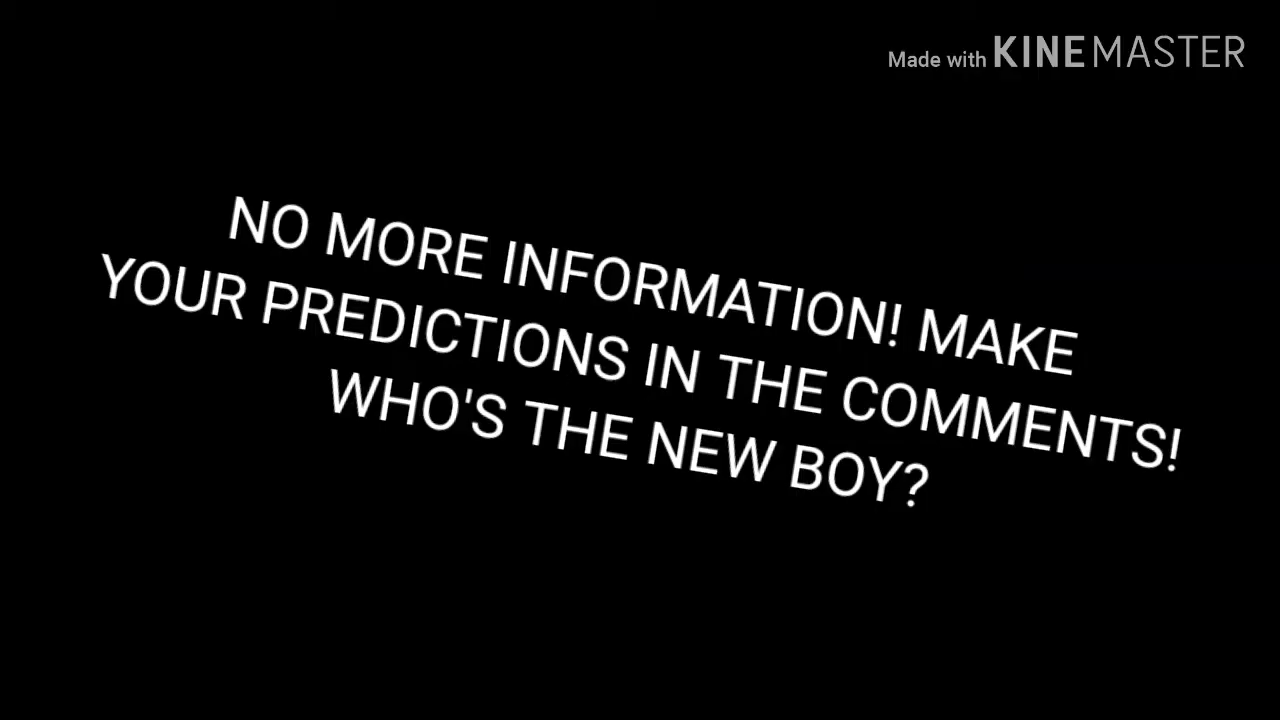 Made with KINEMASTER
NO MORE INFORMATION! MAKE
YOUR PREDICTIONS IN THE COMMENTS!
WHO'S THE NEW BOY?